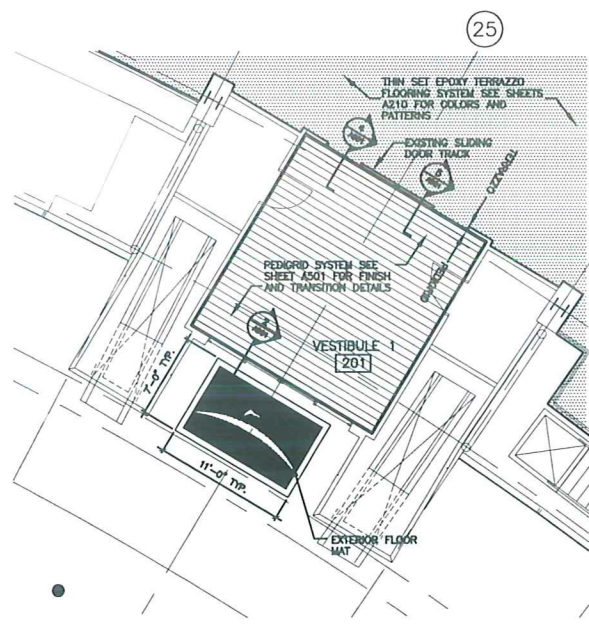 25
THIN SET EPOXY TERRAZZO
FLOORING SYSTEM SEE SHEETS
A210 FOR COLORS AND
PATTERNS
EXISTING SLIDING
DOOR TRACK
TERRAZZO
PEDIGRID
PEDIGRID SYSTEM SEE
SHEET A501 FOR FINISH
AND TRANSITION DETAILS
VESTIBULE 1
201
7'-0" TYP.
11'-0" TYP.
EXTERIOR FLOOR
MAT